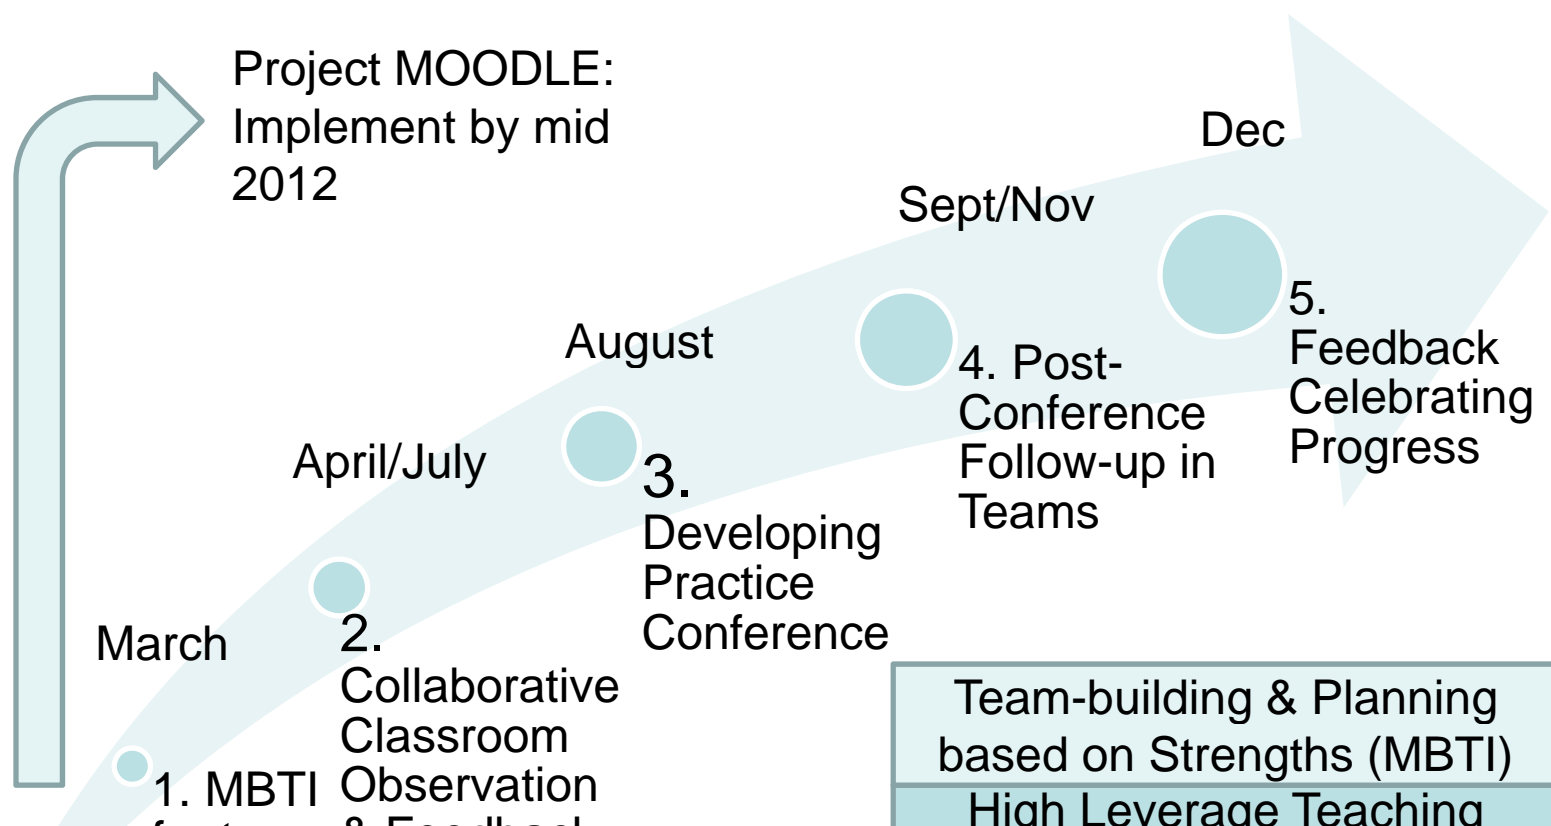 Project MOODLE:
Implement by mid
2012
Dec
Sept/Nov
August
April/July
March
1. MBTI
2.
Collaborative
Classroom
Observation
& Feedback
3.
Developing
Practice
Conference
4. Post-
Conference
Follow-up in
Teams
5.
Feedback
Celebrating
Progress
Team-building & Planning
based on Strengths (MBTI)
High Leverage Teaching